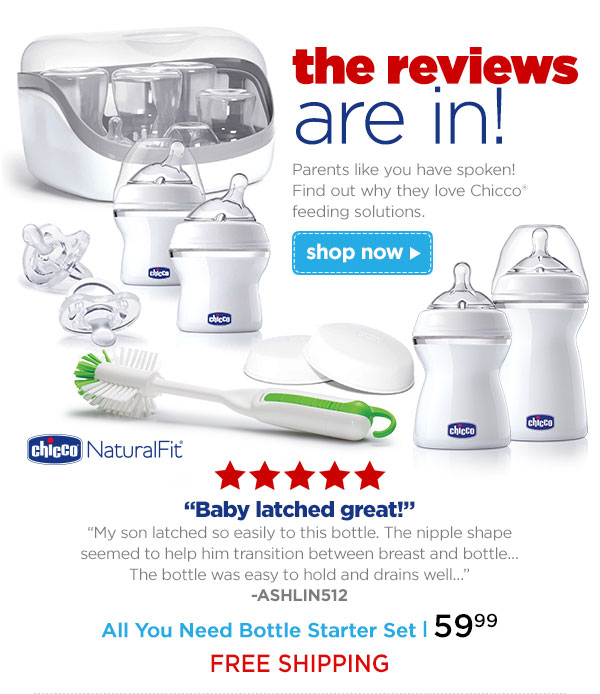 the reviews
are in!
Parents like you have spoken!
Find out why they love Chicco®
feeding solutions.
shop now ▶
chicco
chicco
chicco
chicco
chicco NaturalFit®
“Baby latched great!”
“My son latched so easily to this bottle. The nipple shape
seemed to help him transition between breast and bottle...
The bottle was easy to hold and drains well...”
-ASHLIN512
All You Need Bottle Starter Set | 59⁹⁹
FREE SHIPPING